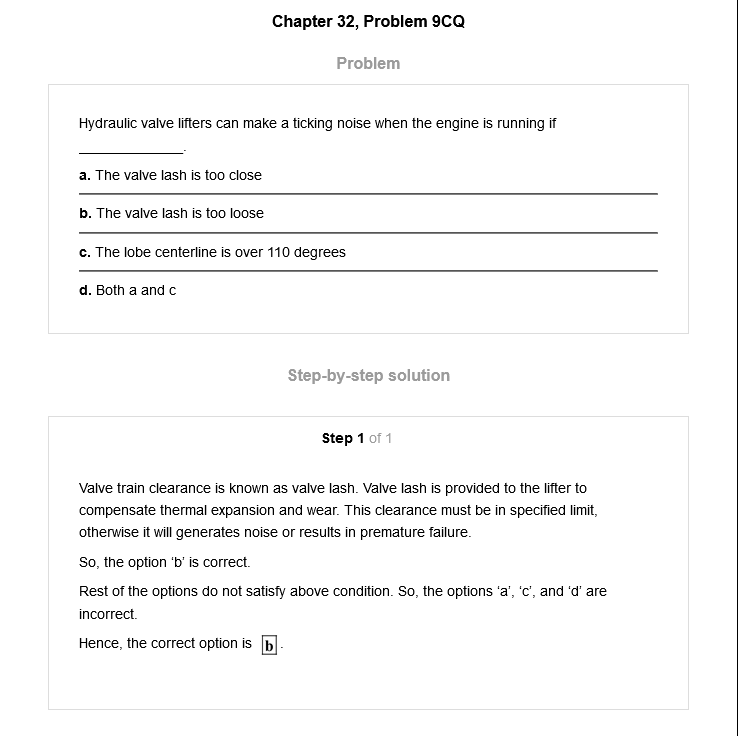 Chapter 32, Problem 9CQ
Problem
Hydraulic valve lifters can make a ticking noise when the engine is running if
_____________.
a. The valve lash is too close
b. The valve lash is too loose
c. The lobe centerline is over 110 degrees
d. Both a and c
Step-by-step solution
Step 1 of 1
Valve train clearance is known as valve lash. Valve lash is provided to the lifter to
compensate thermal expansion and wear. This clearance must be in specified limit,
otherwise it will generates noise or results in premature failure.
So, the option ‘b’ is correct.
Rest of the options do not satisfy above condition. So, the options ‘a’, ‘c’, and ‘d’ are
incorrect.
Hence, the correct option is b.